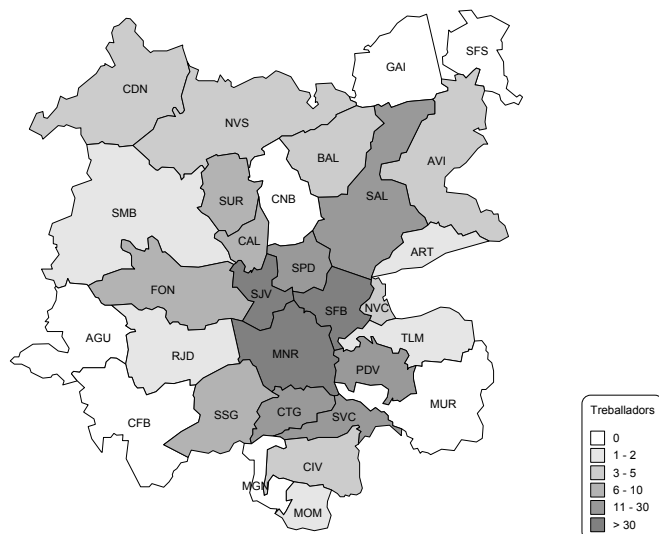 SFS
GAI
CDN
NVS
BAL
AVI
SUR
CNB
SAL
SMB
CAL
ART
SPD
FON
SJV
SFB
NVC
AGU
TLM
RJD
MNR
PDV
MUR
CFB
SSG
CTG
SVC
CIV
MGN
MOM
Treballadors
0
1 - 2
3 - 5
6 - 10
11 - 30
> 30